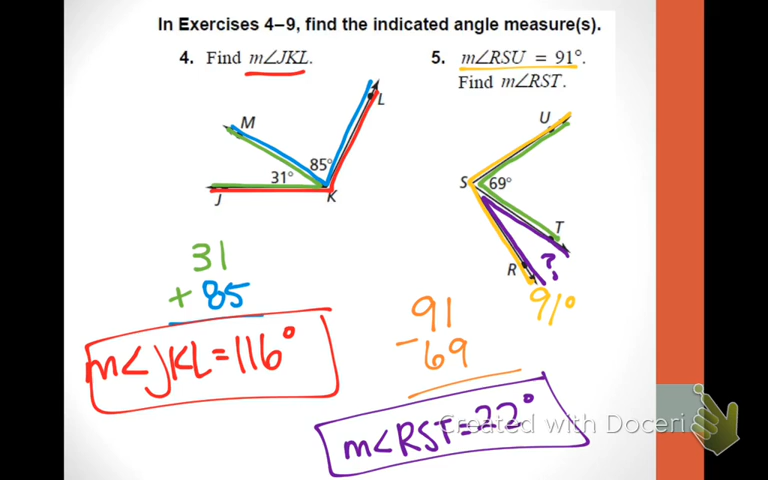 In Exercises 4–9, find the indicated angle measure(s).
4. Find m∠JKL.
5. m∠RSU = 91°.
Find m∠RST.
M
L
85°
31°
J
K
U
S
69°
T
R
?
91°
31
+ 85
m<JKL=116°
91
- 69
m<RST=22°
Created with Doceri